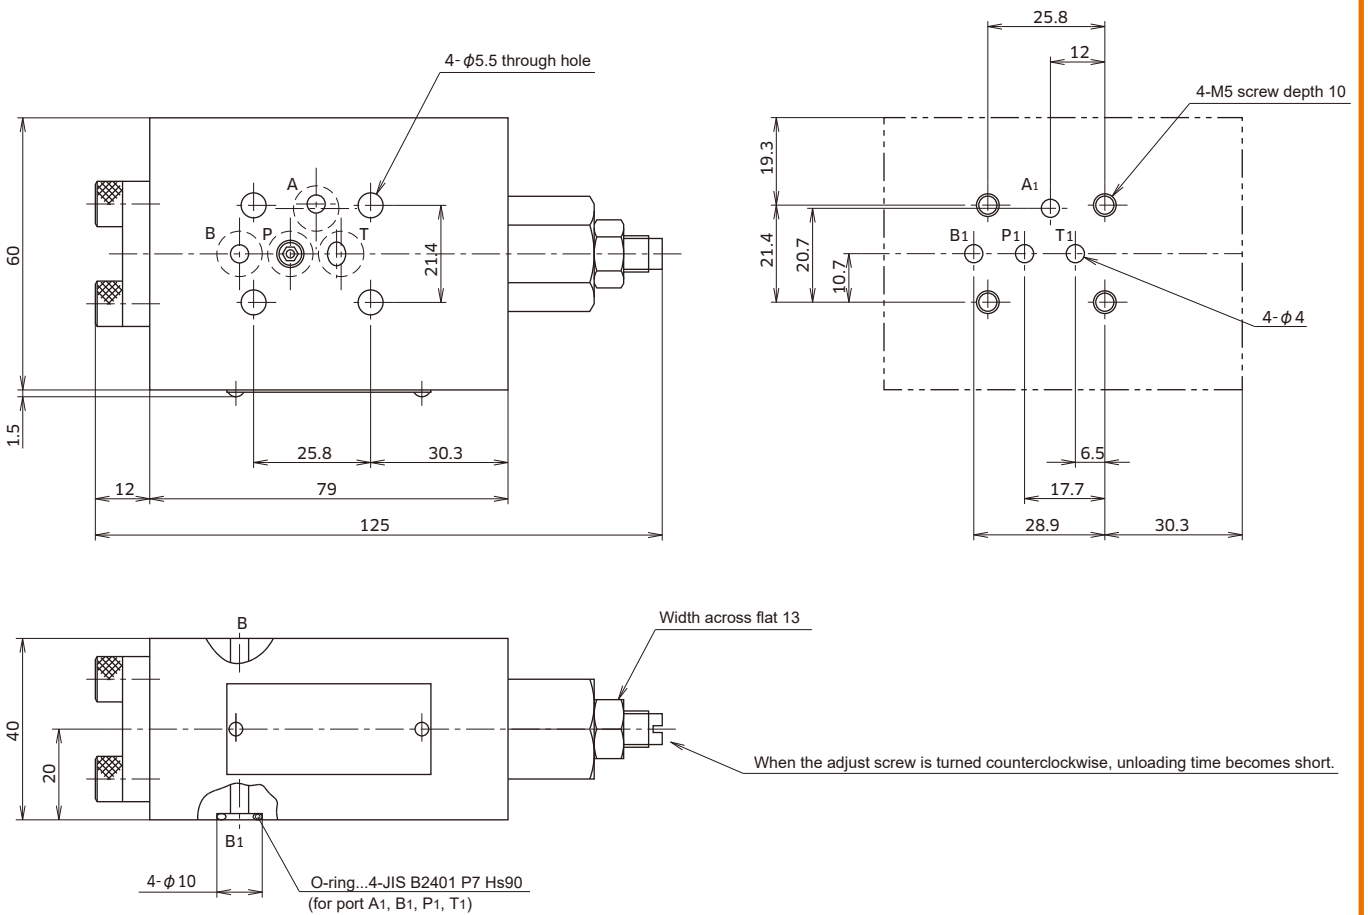 4-φ5.5 through hole
60
A
B
P
T
21.4
1.5
25.8
30.3
12
79
125
25.8
12
4-M5 screw depth 10
19.3
A1
B1
P1
T1
21.4
20.7
10.7
4-φ4
6.5
17.7
28.9
30.3
B
Width across flat 13
40
20
When the adjust screw is turned counterclockwise, unloading time becomes short.
B1
4-φ10
O-ring...4-JIS B2401 P7 Hs90
(for port A1, B1, P1, T1)